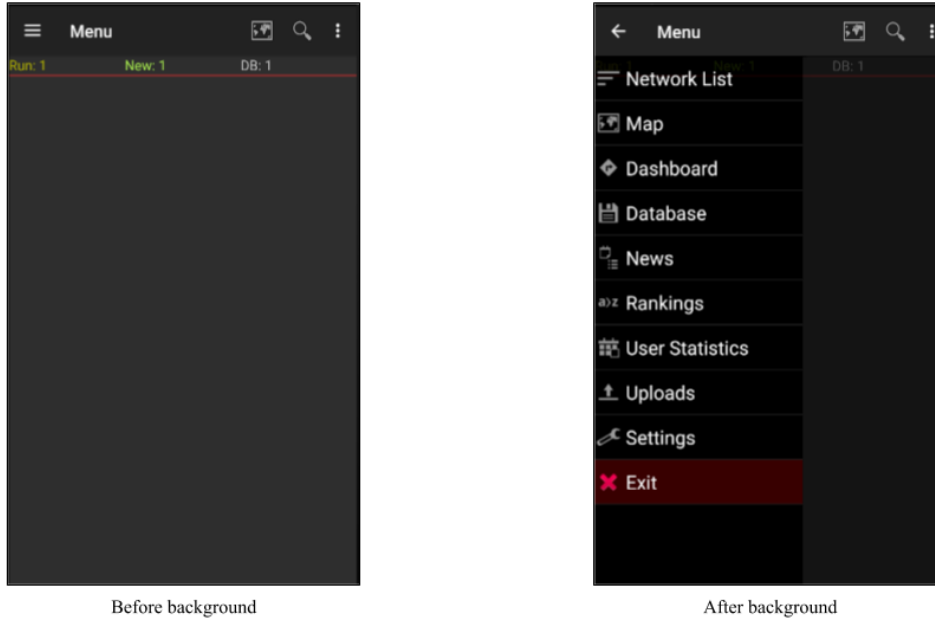 Menu
Run: 1 New: 1 DB: 1
Before background
Menu
DB: 1
Network List
Map
Dashboard
Database
News
a›z Rankings
User Statistics
Uploads
Settings
Exit
After background